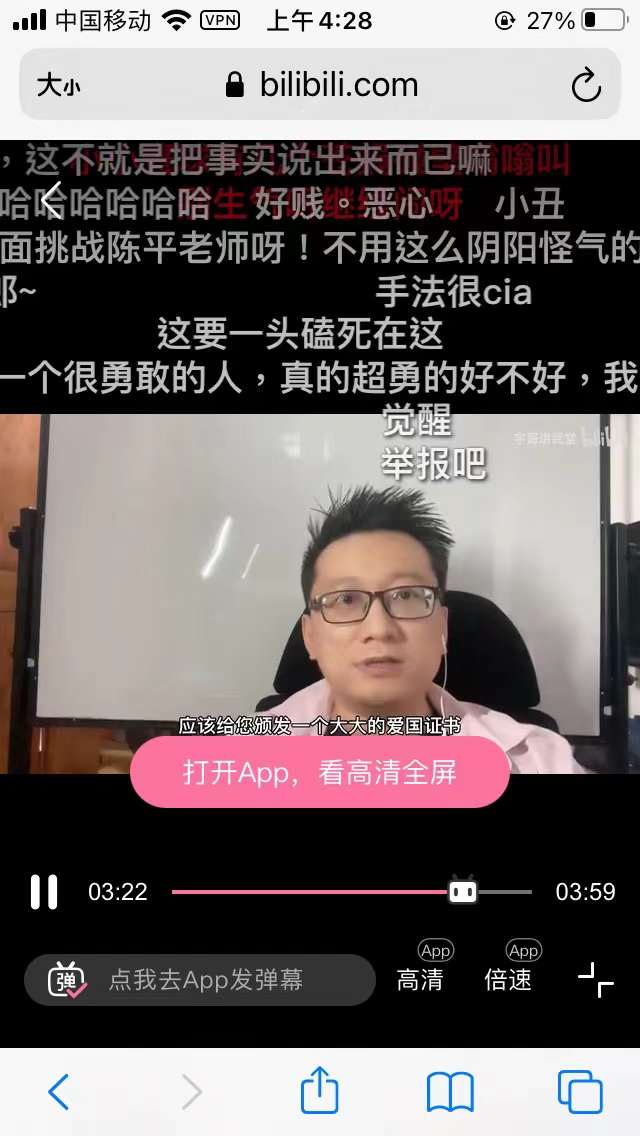 中国移动 VPN 上午4:28 27%
大小 bilibili.com
，这不就是把事实说出来而已嘛
哈哈哈哈哈哈 好贱。恶心 小丑
面挑战陈平老师呀！不用这么阴阳怪气的
郎~ 手法很cia
这要一头磕死在这
一个很勇敢的人，真的超勇的好不好，我
觉醒
举报吧
应该给您颁发一个大大的爱国证书
打开App，看高清全屏
03:22 03:59
App App
弹 点我去App发弹幕 高清 倍速